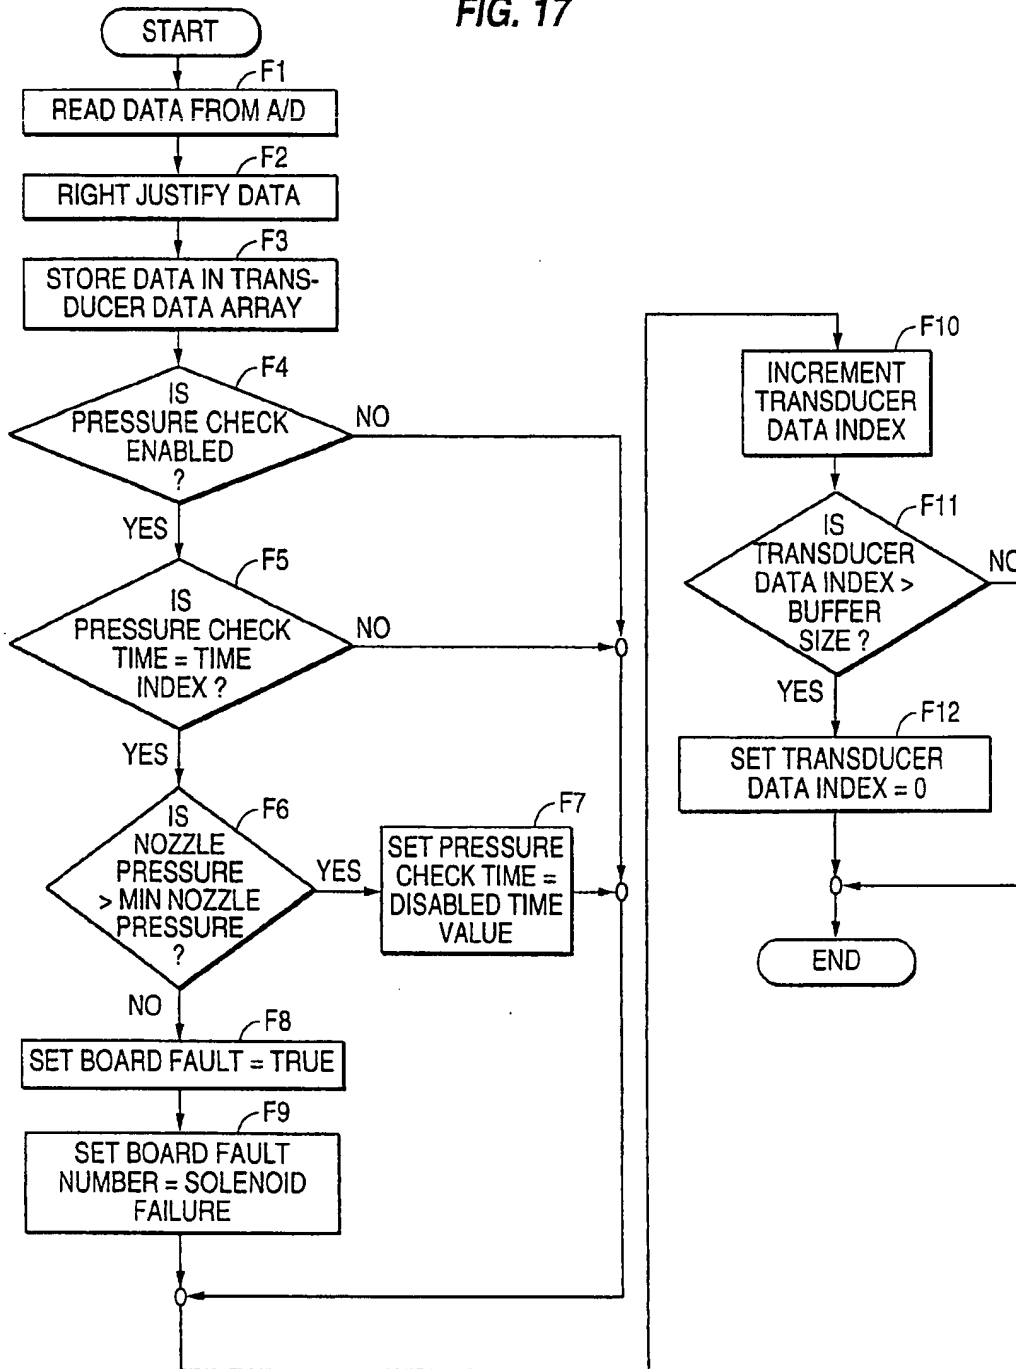 FIG. 17
START
F1
READ DATA FROM A/D
F2
RIGHT JUSTIFY DATA
F3
STORE DATA IN TRANS-
DUCER DATA ARRAY
F4
IS
PRESSURE CHECK
ENABLED
?
NO
YES
F5
IS
PRESSURE CHECK
TIME = TIME
INDEX ?
NO
YES
F6
IS
NOZZLE
PRESSURE
> MIN NOZZLE
PRESSURE
?
YES
F7
SET PRESSURE
CHECK TIME =
DISABLED TIME
VALUE
NO
F8
SET BOARD FAULT = TRUE
F9
SET BOARD FAULT
NUMBER = SOLENOID
FAILURE
F10
INCREMENT
TRANSDUCER
DATA INDEX
F11
IS
TRANSDUCER
DATA INDEX >
BUFFER
SIZE ?
NO
YES
F12
SET TRANSDUCER
DATA INDEX = 0
END